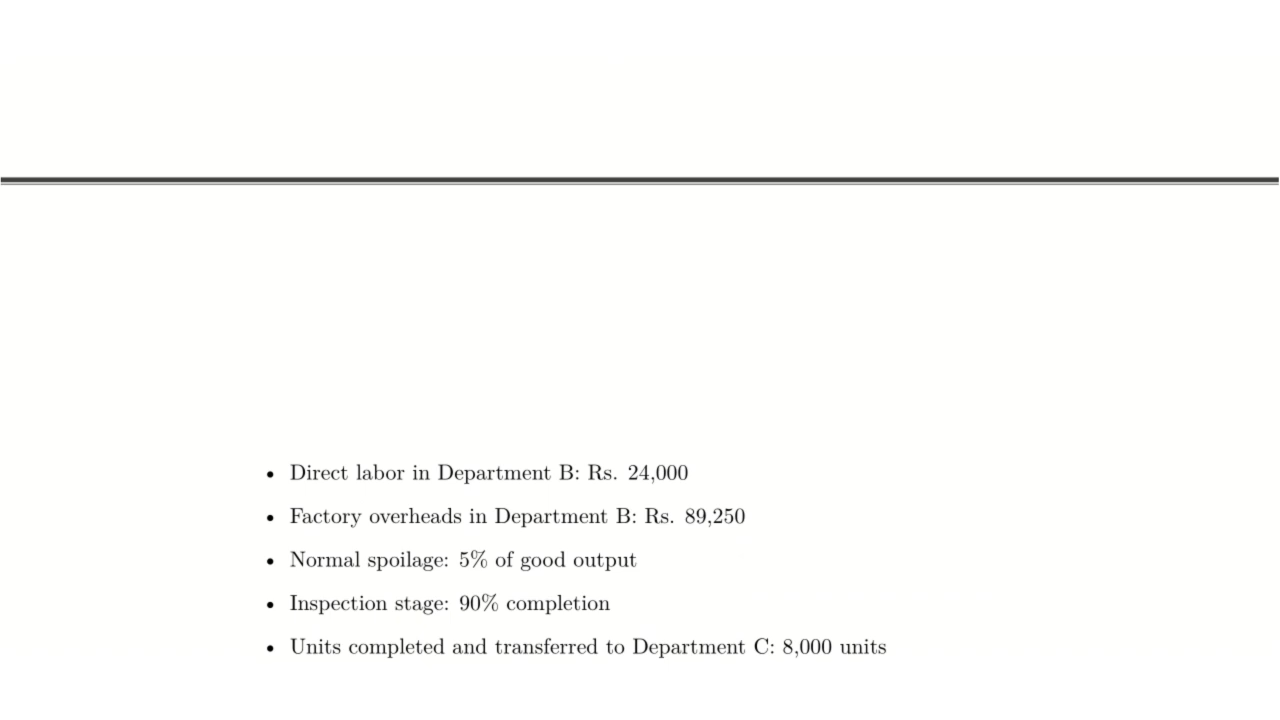 • Direct labor in Department B: Rs. 24,000
• Factory overheads in Department B: Rs. 89,250
• Normal spoilage: 5% of good output
• Inspection stage: 90% completion
• Units completed and transferred to Department C: 8,000 units